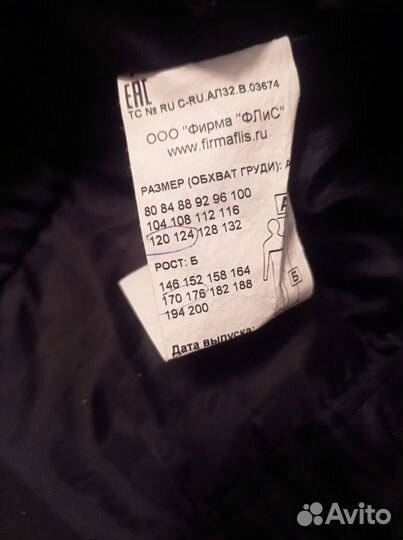 ЕАС
ТС № RU C-RU.АЛ32.В.03674
ООО "Фирма "ФЛиС"
www.firmaflis.ru
РАЗМЕР (ОБХВАТ ГРУДИ): А
80 84 88 92 96 100
104 108 112 116
120 124 128 132
А
РОСТ: Б
146 152 158 164
170 176 182 188
194 200
Б
Дата выпуска:
Avito